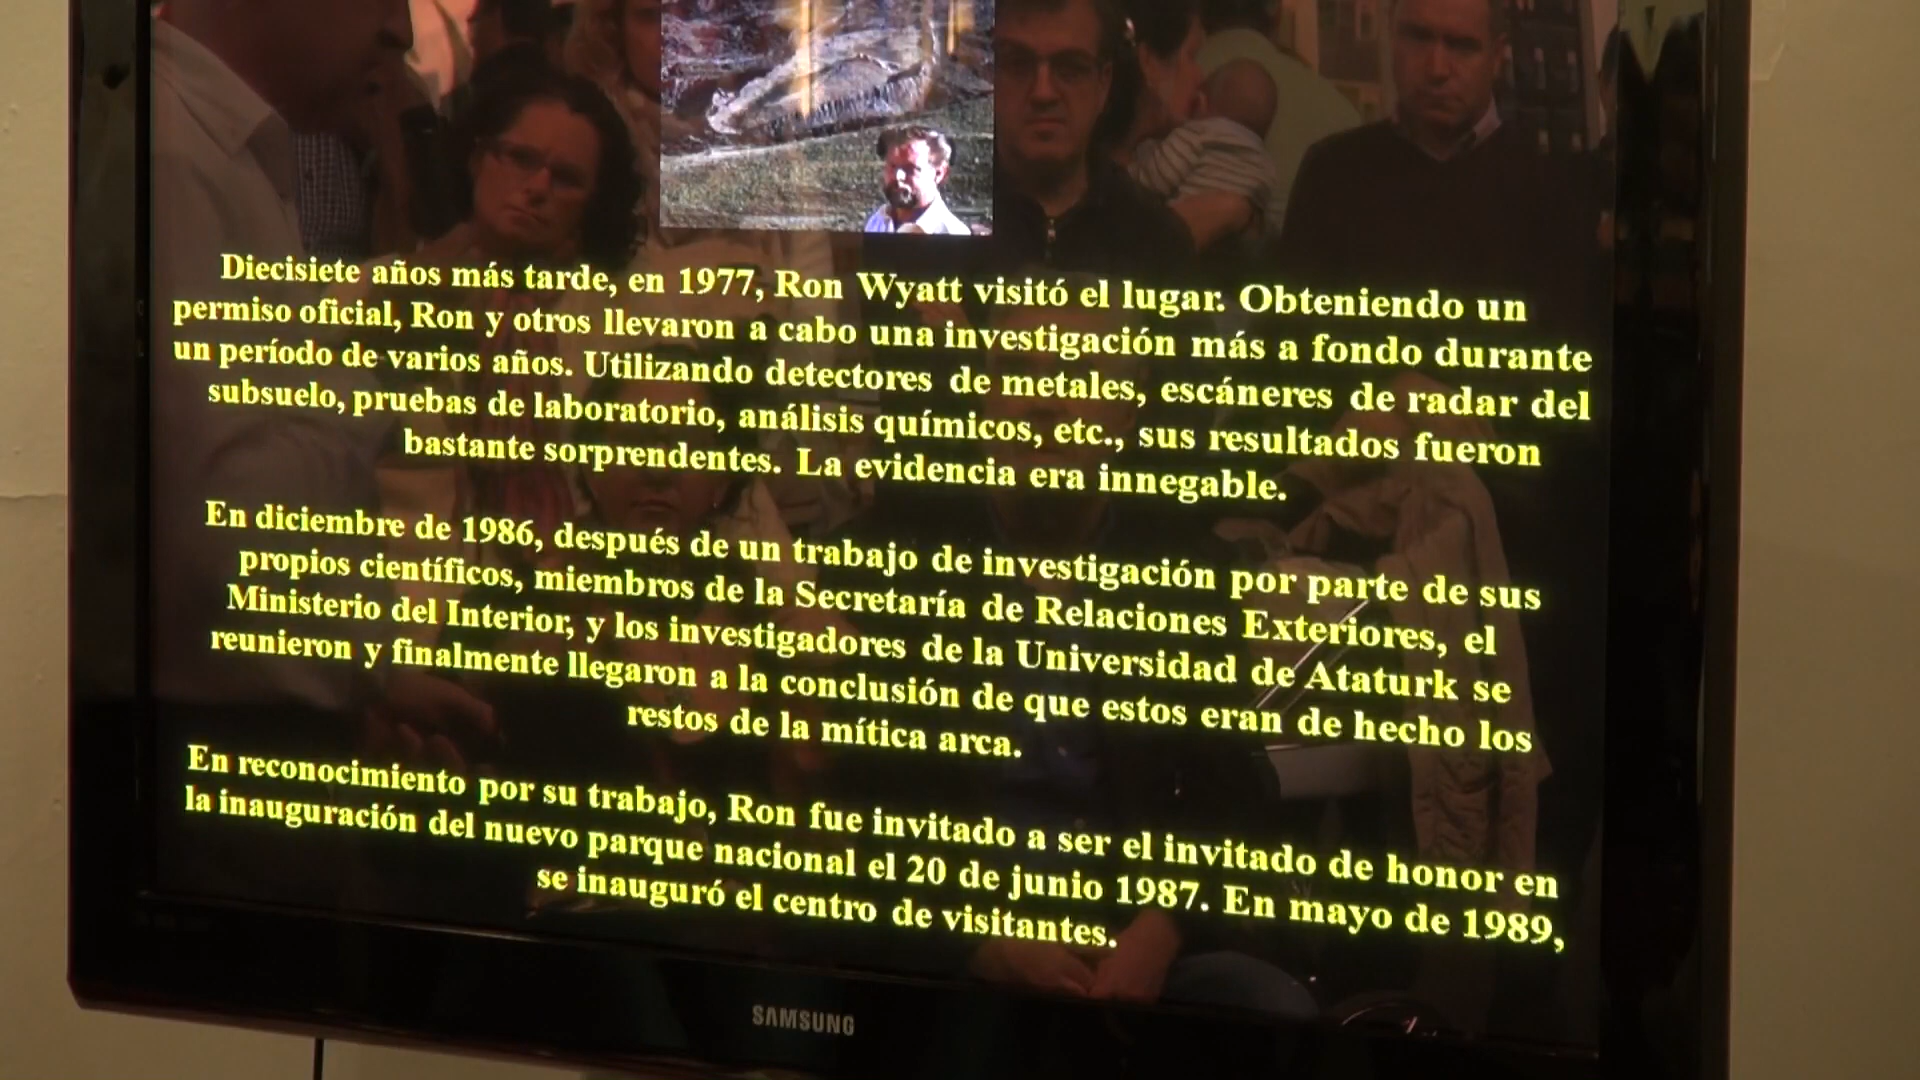 Diecisiete años más tarde, en 1977, Ron Wyatt visitó el lugar. Obteniendo un
permiso oficial, Ron y otros llevaron a cabo una investigación más a fondo durante
un período de varios años. Utilizando detectores de metales, escáneres de radar del
subsuelo, pruebas de laboratorio, análisis químicos, etc., sus resultados fueron
bastante sorprendentes. La evidencia era innegable.
En diciembre de 1986, después de un trabajo de investigación por parte de sus
propios científicos, miembros de la Secretaría de Relaciones Exteriores, el
Ministerio del Interior, y los investigadores de la Universidad de Ataturk se
reunieron y finalmente llegaron a la conclusión de que estos eran de hecho los
restos de la mítica arca.
En reconocimiento por su trabajo, Ron fue invitado a ser el invitado de honor en
la inauguración del nuevo parque nacional el 20 de junio 1987. En mayo de 1989,
se inauguró el centro de visitantes.
SAMSUNG